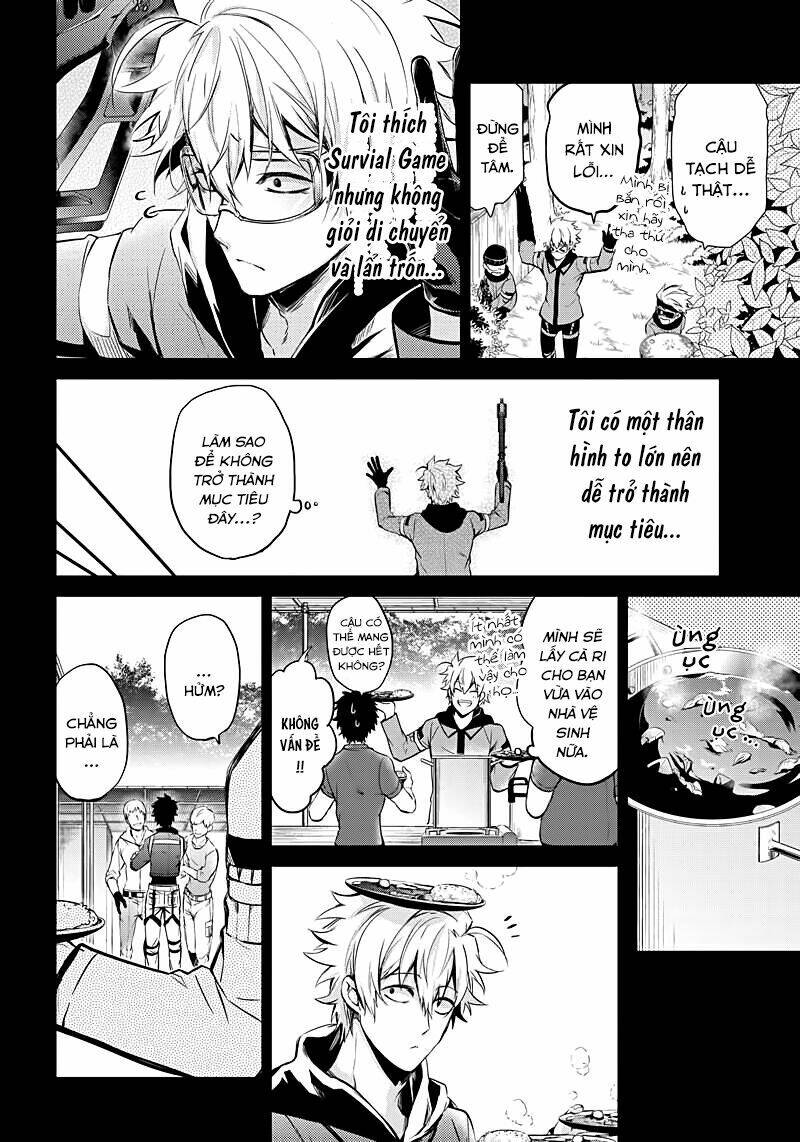 CẬU
TẠCH DỄ
THẬT...
MÌNH
RẤT XIN
LỖI...
ĐỪNG
ĐỂ
TÂM.
Mình bị
bắn rồi
xin hãy
tha thứ
cho
mình.
Tôi thích
Survial Game
nhưng không
giỏi di chuyển
và lẩn trốn...
Tôi có một thân
hình to lớn nên
dễ trở thành
mục tiêu...
LÀM SAO
ĐỂ KHÔNG
TRỞ THÀNH
MỤC TIÊU
ĐÂY...?
ùng
ục
ùng
ục...
MÌNH SẼ
LẤY CÀ RI
CHO BẠN
VỪA VÀO
NHÀ VỆ
SINH
NỮA.
Ít nhất
mình có
thể làm
vậy cho
họ.
CẬU CÓ
THỂ MANG
ĐƯỢC HẾT
KHÔNG?
KHÔNG
VẤN ĐỀ
!!
...
HỬM?
CHẲNG
PHẢI LÀ
...